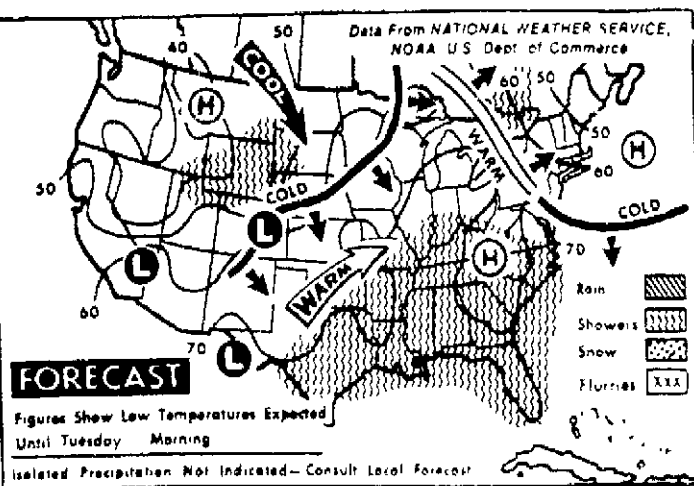 Data From NATIONAL WEATHER SERVICE,
NOAA U S Dept of Commerce
40
50
COOL
H
60
50
WARM
50
60
H
50
COLD
COLD
L
L
H
70
WARM
60
70
L
Rain
Showers
Snow
Flurries
XXX
FORECAST
Figures Show Low Temperatures Expected
Until Tuesday Morning
Isolated Precipitation Not Indicated – Consult Local Forecast